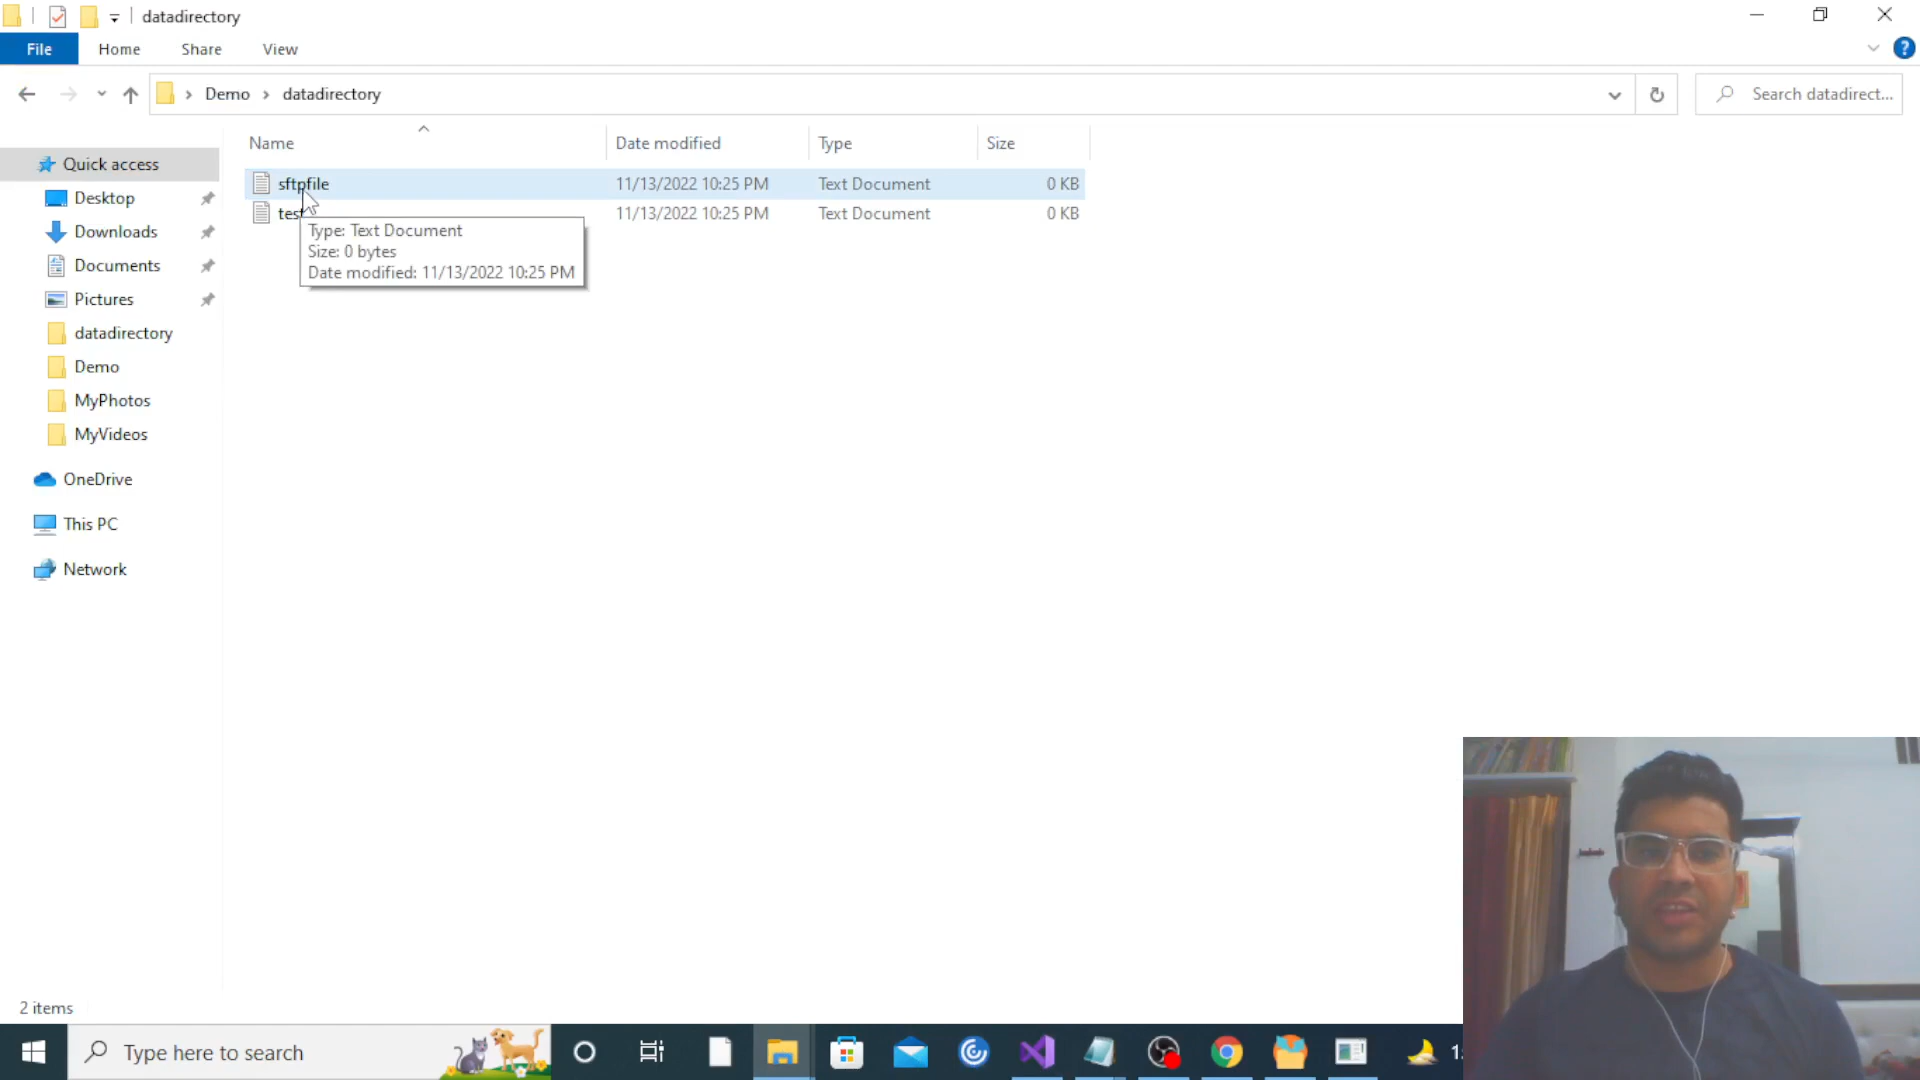 datadirectory
File Home Share View
Demo datadirectory
Search datadirect...
Name Date modified Type Size
Quick access
sftpfile 11/13/2022 10:25 PM Text Document 0 KB
Desktop
11/13/2022 10:25 PM Text Document 0 KB
Type: Text Document
Size: 0 bytes
Date modified: 11/13/2022 10:25 PM
Downloads
Documents
Pictures
datadirectory
Demo
MyPhotos
MyVideos
OneDrive
This PC
Network
2 items
Type here to search